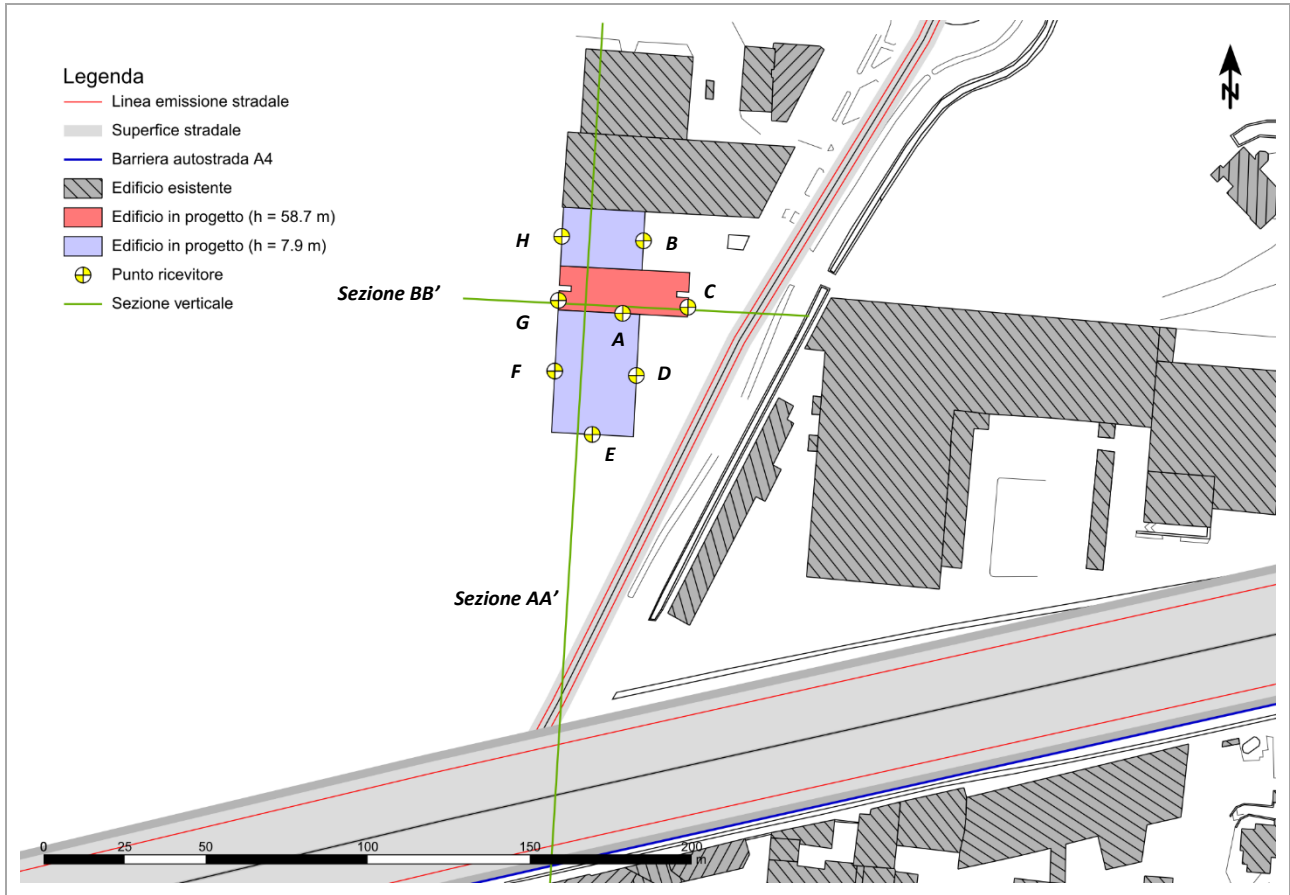 Legenda
Linea emissione stradale
Superfice stradale
Barriera autostrada A4
Edificio esistente
Edificio in progetto (h = 58.7 m)
Edificio in progetto (h = 7.9 m)
Punto ricevitore
Sezione verticale
N
H
B
Sezione BB’
C
G
A
F
D
E
Sezione AA’
0 25 50 100 150 200
m